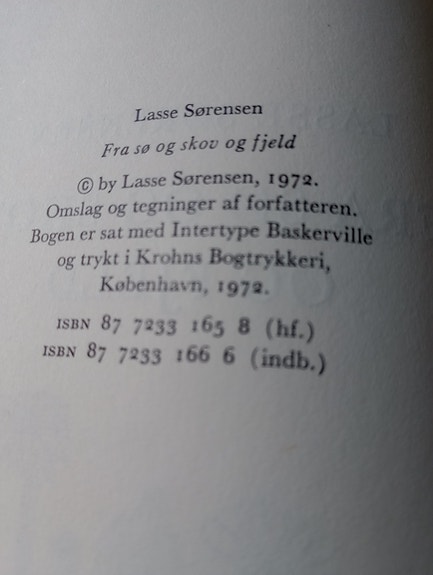 Lasse Sørensen
Fra sø og skov og fjeld
© by Lasse Sørensen, 1972.
Omslag og tegninger af forfatteren.
Bogen er sat med Intertype Baskerville
og trykt i Krohns Bogtrykkeri,
København, 1972.
ISBN 87 7233 165 8 (hf.)
ISBN 87 7233 166 6 (indb.)